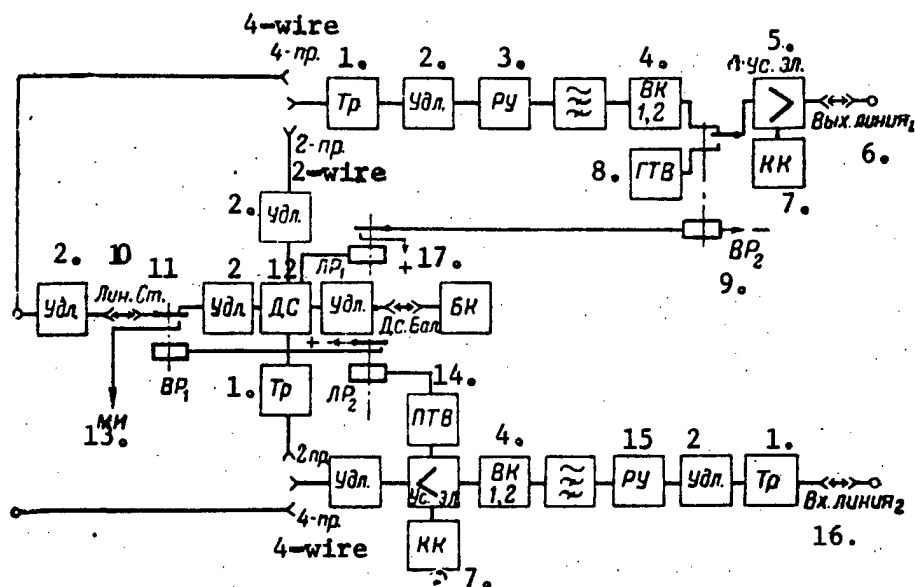 4-wire
4-пр.
1. 2. 3. 4. 5.
Тр Удл. РУ ВК 1,2 Ус. эл. Вых. линия₁
6.
2-пр.
2-wire
8. ГТВ КК
7.
2. Удл.
ЛР₁ + 17. ВР₂ −
9.
2. 10 11 2 12
Удл. Лин. Ст. Удл. ДС Удл. Дс. Бал. БК
+
ВР₁ 1. Тр ЛР₂ 14.
МИ ПТВ
13.
4. 15 2 1.
2пр. Удл. Ус. эл. ВК 1,2 РУ Удл. Тр Вх. линия₂
4-пр. 16.
4-wire КК
7.